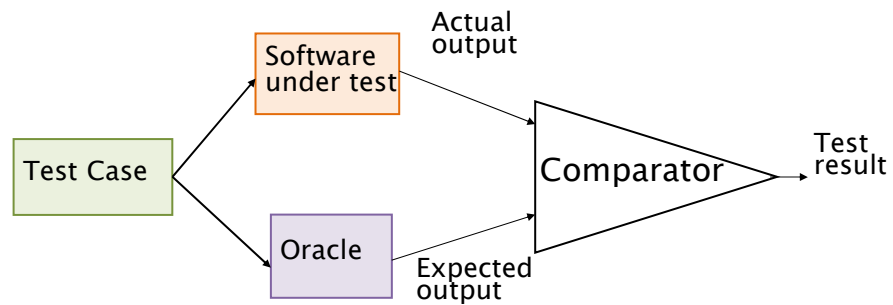 Actual
output
Software
under test
Test Case
Comparator
Test
result
Oracle
Expected
output